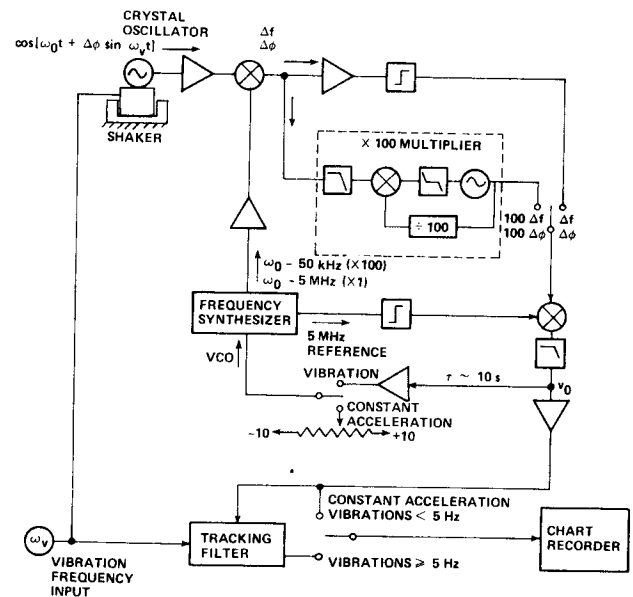 CRYSTAL
OSCILLATOR
cos[ω0t + Δϕ sin ωvt]
Δf
Δϕ
SHAKER
X 100 MULTIPLIER
÷ 100
100 Δf
100 Δϕ
Δf
Δϕ
ω0 - 50 kHz (X100)
ω0 - 5 MHz (X1)
FREQUENCY
SYNTHESIZER
5 MHz
REFERENCE
VCO
VIBRATION
τ ~ 10 s
v0
CONSTANT
ACCELERATION
-10
+10
CONSTANT ACCELERATION
VIBRATIONS < 5 Hz
ωv
VIBRATION
FREQUENCY
INPUT
TRACKING
FILTER
VIBRATIONS ⩾ 5 Hz
CHART
RECORDER